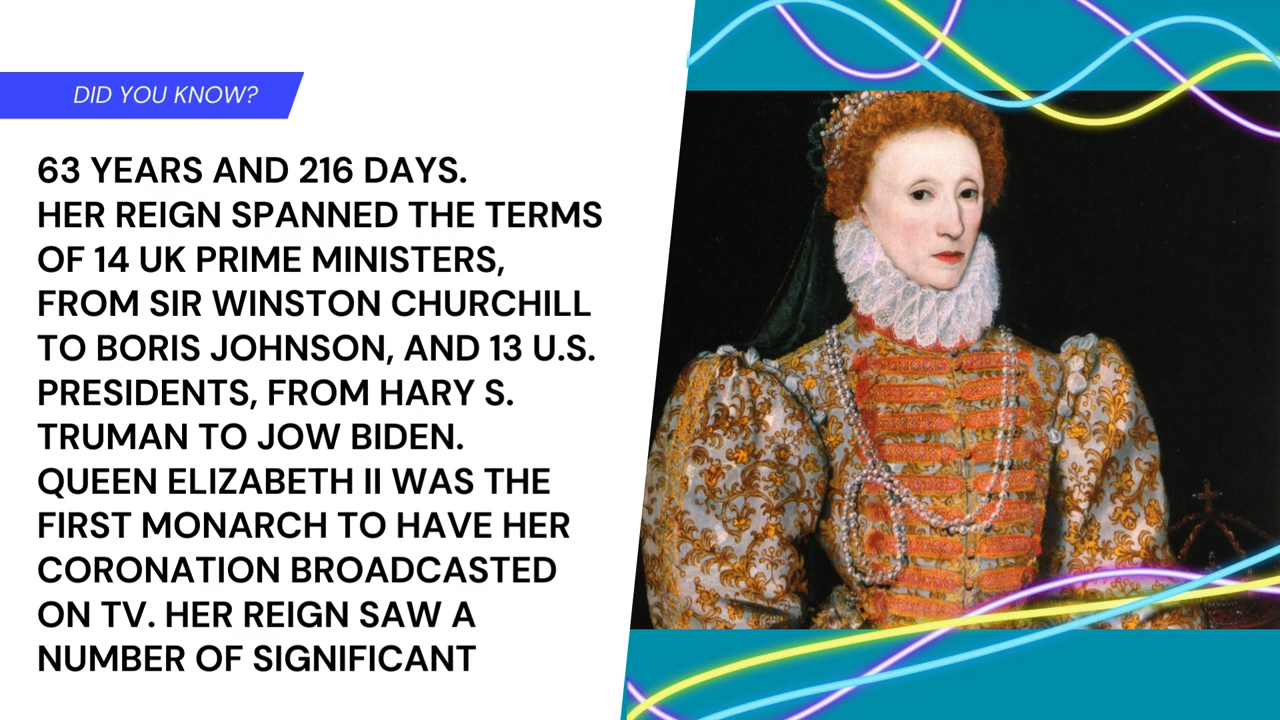 DID YOU KNOW?
63 YEARS AND 216 DAYS.
HER REIGN SPANNED THE TERMS
OF 14 UK PRIME MINISTERS,
FROM SIR WINSTON CHURCHILL
TO BORIS JOHNSON, AND 13 U.S.
PRESIDENTS, FROM HARY S.
TRUMAN TO JOW BIDEN.
QUEEN ELIZABETH II WAS THE
FIRST MONARCH TO HAVE HER
CORONATION BROADCASTED
ON TV. HER REIGN SAW A
NUMBER OF SIGNIFICANT